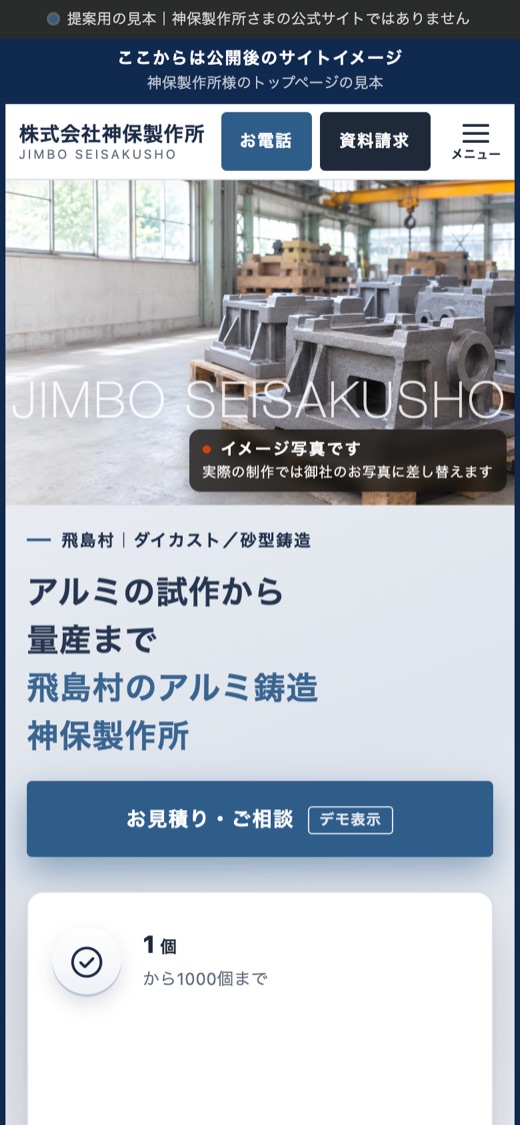 提案用の見本｜神保製作所さまの公式サイトではありません
ここからは公開後のサイトイメージ
神保製作所様のトップページの見本
株式会社神保製作所
JIMBO SEISAKUSHO
お電話
資料請求
メニュー
JIMBO SEISAKUSHO
イメージ写真です
実際の制作では御社のお写真に差し替えます
飛島村｜ダイカスト／砂型鋳造
アルミの試作から
量産まで
飛島村のアルミ鋳造
神保製作所
お見積り・ご相談 デモ表示
1個
から1000個まで